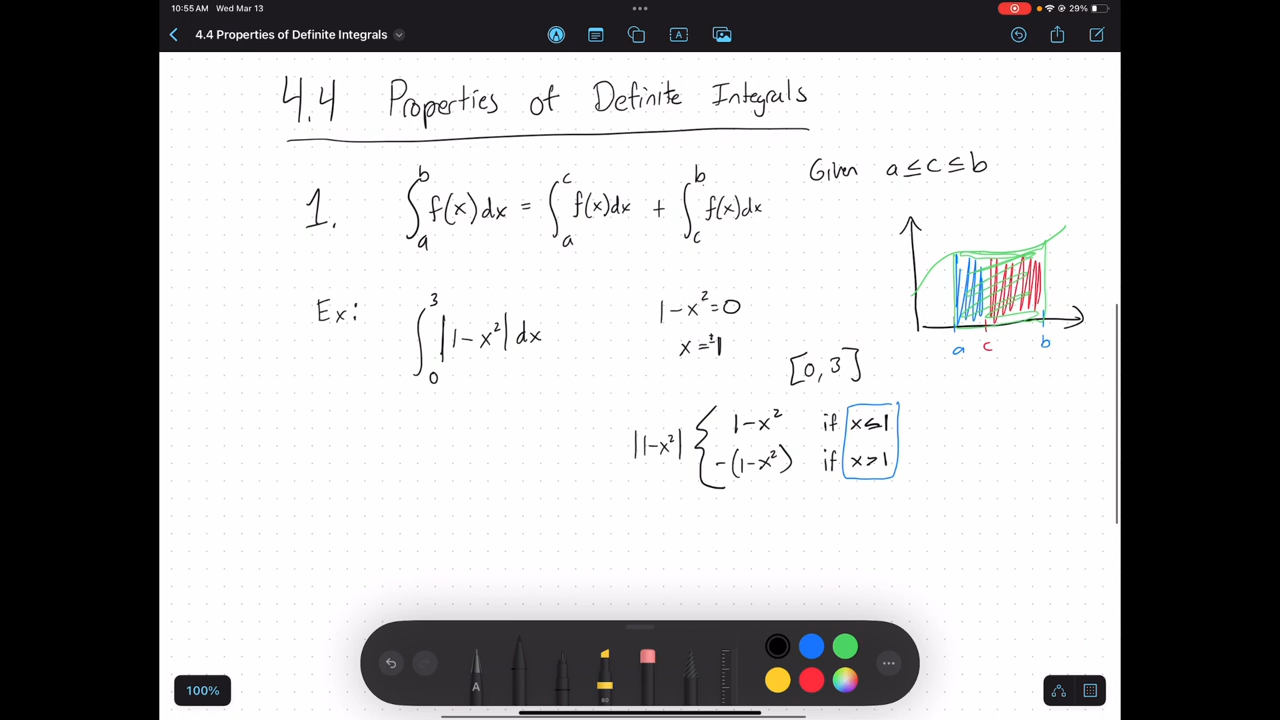 10:55 AM Wed Mar 13
29%
4.4 Properties of Definite Integrals
4.4 Properties of Definite Integrals
1. ∫_a^b f(x)dx = ∫_a^c f(x)dx + ∫_c^b f(x)dx
Given a ≤ c ≤ b
a c b
Ex: ∫_0^3 |1-x²| dx
1-x²=0
x=±1
[0,3]
|1-x²| { 1-x² if x≤1
-(1-x²) if x>1
A
80
100%